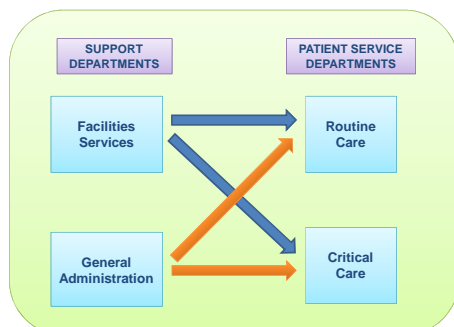 SUPPORT
DEPARTMENTS
PATIENT SERVICE
DEPARTMENTS
Facilities
Services
Routine
Care
General
Administration
Critical
Care